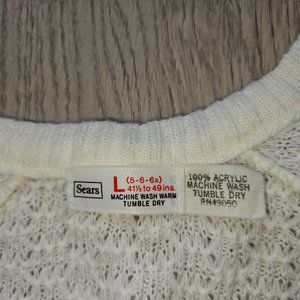 Sears
L (5-6-6x)
41½ to 49 ins.
MACHINE WASH WARM
TUMBLE DRY
100% ACRYLIC
MACHINE WASH
TUMBLE DRY
RN43050